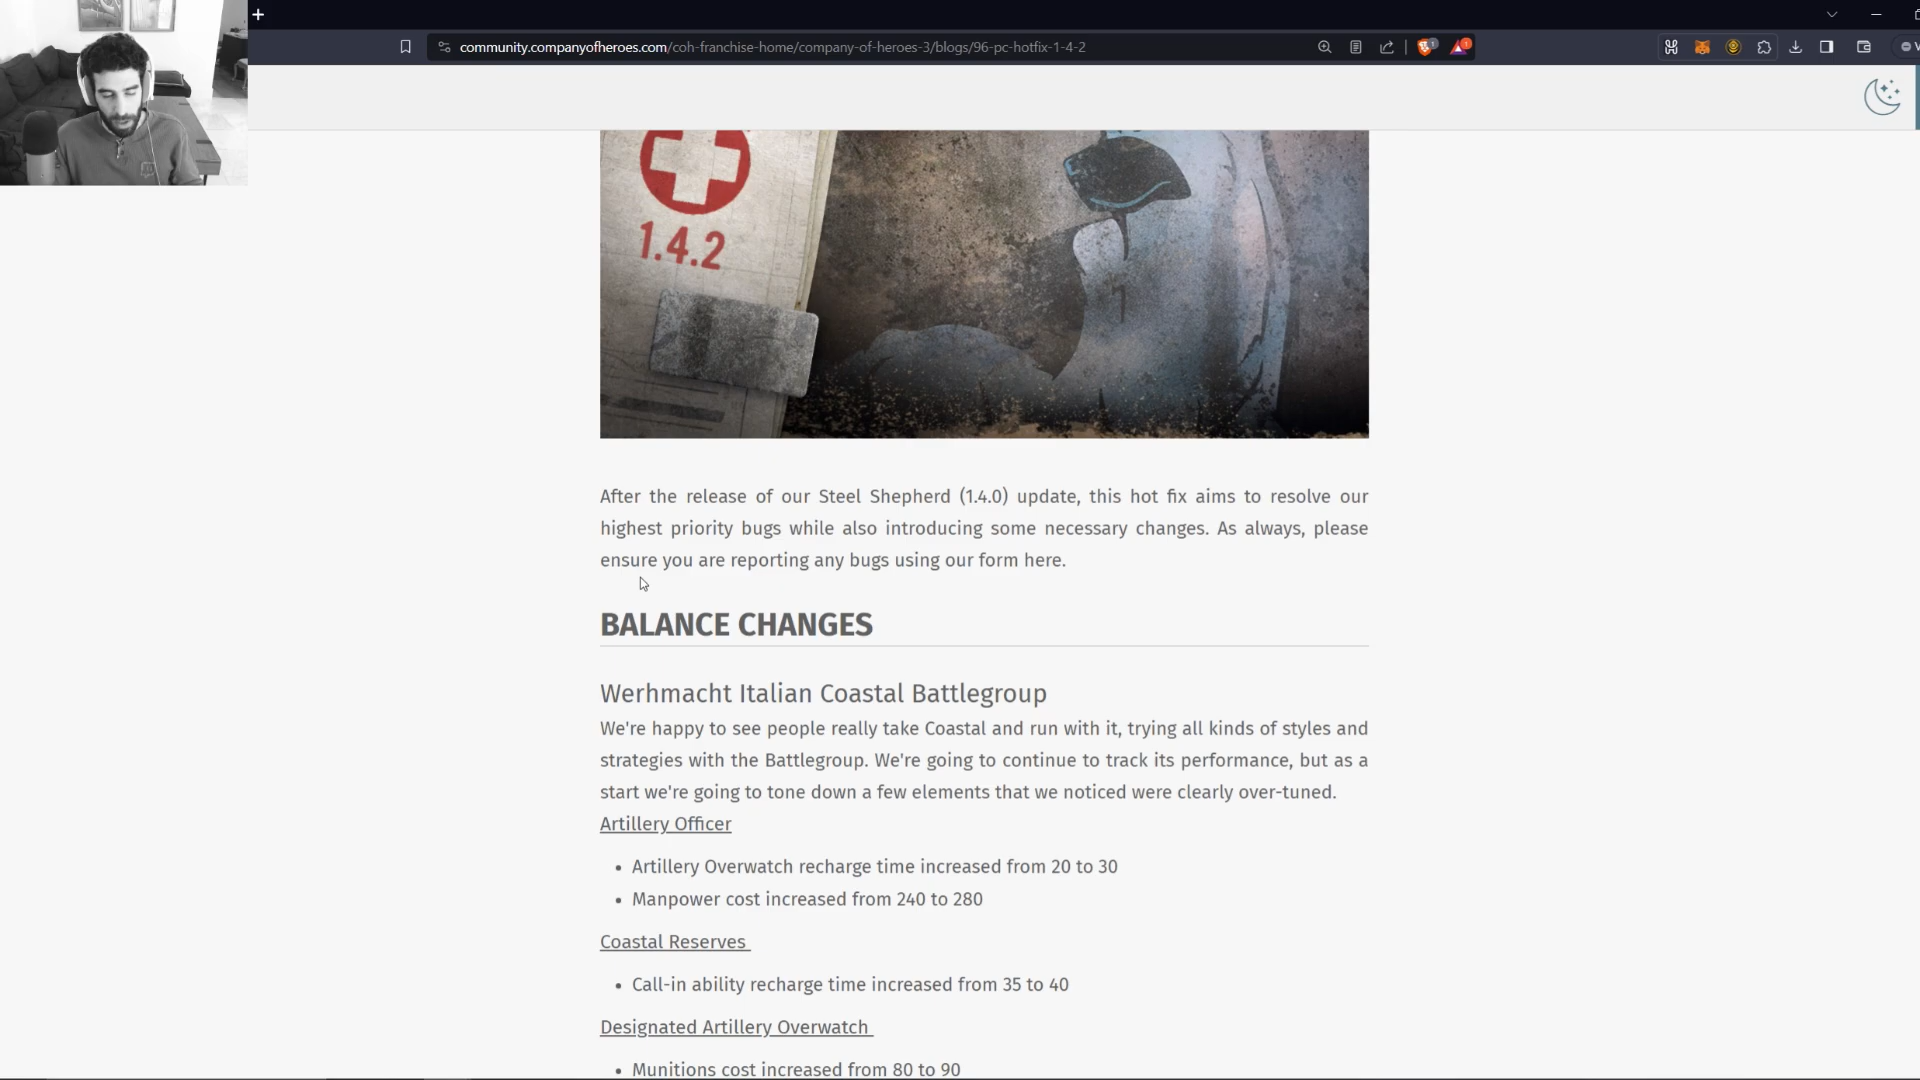 community.companyofheroes.com/coh-franchise-home/company-of-heroes-3/blogs/96-pc-hotfix-1-4-2
1.4.2
After the release of our Steel Shepherd (1.4.0) update, this hot fix aims to resolve our
highest priority bugs while also introducing some necessary changes. As always, please
ensure you are reporting any bugs using our form here.
BALANCE CHANGES
Werhmacht Italian Coastal Battlegroup
We're happy to see people really take Coastal and run with it, trying all kinds of styles and
strategies with the Battlegroup. We're going to continue to track its performance, but as a
start we're going to tone down a few elements that we noticed were clearly over-tuned.
Artillery Officer
• Artillery Overwatch recharge time increased from 20 to 30
• Manpower cost increased from 240 to 280
Coastal Reserves
• Call-in ability recharge time increased from 35 to 40
Designated Artillery Overwatch
• Munitions cost increased from 80 to 90